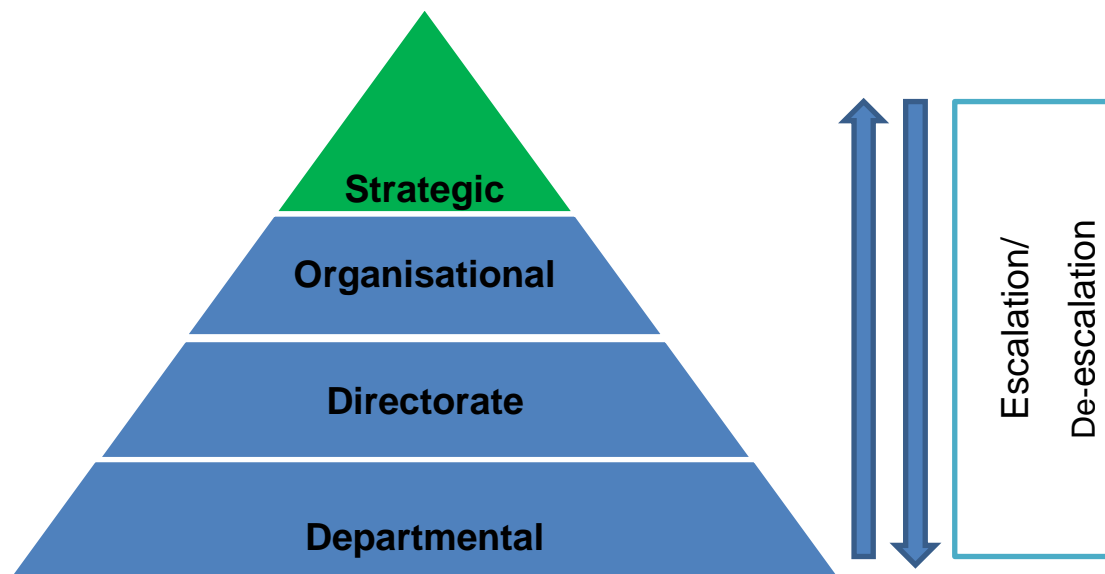 Strategic
Organisational
Directorate
Departmental
Escalation/
De-escalation